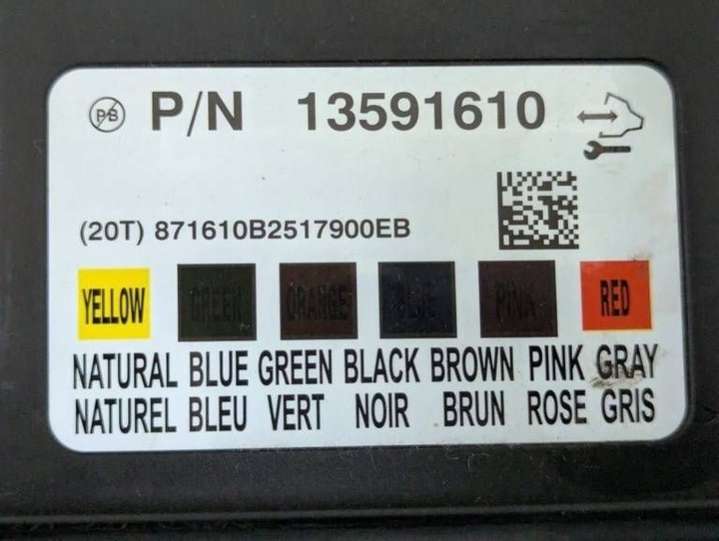 PB P/N 13591610
(20T) 871610B2517900EB
YELLOW GREEN ORANGE BLUE PINK RED
NATURAL BLUE GREEN BLACK BROWN PINK GRAY
NATUREL BLEU VERT NOIR BRUN ROSE GRIS